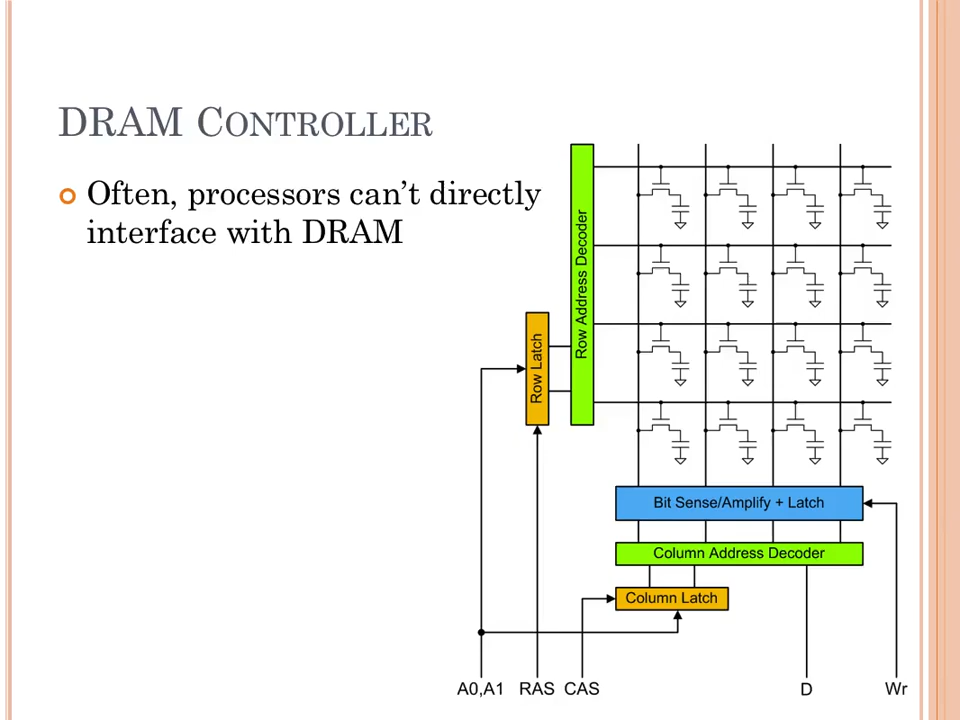 DRAM CONTROLLER
Often, processors can’t directly
interface with DRAM
Row Address Decoder
Row Latch
Bit Sense/Amplify + Latch
Column Address Decoder
Column Latch
A0,A1 RAS CAS D Wr